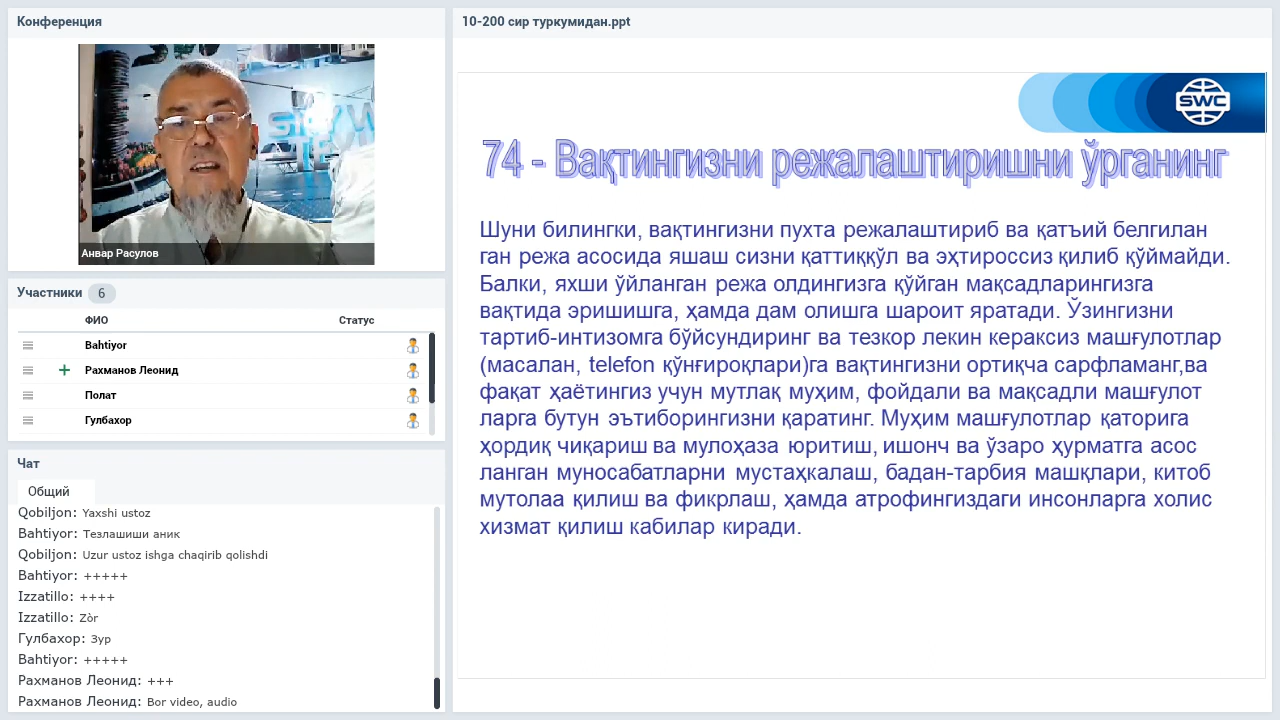 Конференция
Анвар Расулов
Участники 6
ФИО Статус
Bahtiyor
Рахманов Леонид
Полат
Гулбахор
Чат
Общий
Qobiljon: Yaxshi ustoz
Bahtiyor: Тезлашиши аник
Qobiljon: Uzur ustoz ishga chaqirib qolishdi
Bahtiyor: +++++
Izzatillo: ++++
Izzatillo: Zòr
Гулбахор: Зур
Bahtiyor: +++++
Рахманов Леонид: +++
Рахманов Леонид: Bor video, audio
10-200 сир туркумидан.ppt
SWC
74 - Вақтингизни режалаштиришни ўрганинг
Шуни билингки, вақтингизни пухта режалаштириб ва қатъий белгилан
ган режа асосида яшаш сизни қаттиққўл ва эҳтироссиз қилиб қўймайди.
Балки, яхши ўйланган режа олдингизга қўйган мақсадларингизга
вақтида эришишга, ҳамда дам олишга шароит яратади. Ўзингизни
тартиб-интизомга бўйсундиринг ва тезкор лекин кераксиз машғулотлар
(масалан, telefon қўнғироқлари)га вақтингизни ортиқча сарфламанг,ва
фақат ҳаётингиз учун мутлақ муҳим, фойдали ва мақсадли машғулот
ларга бутун эътиборингизни қаратинг. Муҳим машғулотлар қаторига
ҳордиқ чиқариш ва мулоҳаза юритиш, ишонч ва ўзаро ҳурматга асос
ланган муносабатларни мустаҳкалаш, бадан-тарбия машқлари, китоб
мутолаа қилиш ва фикрлаш, ҳамда атрофингиздаги инсонларга холис
хизмат қилиш кабилар киради.